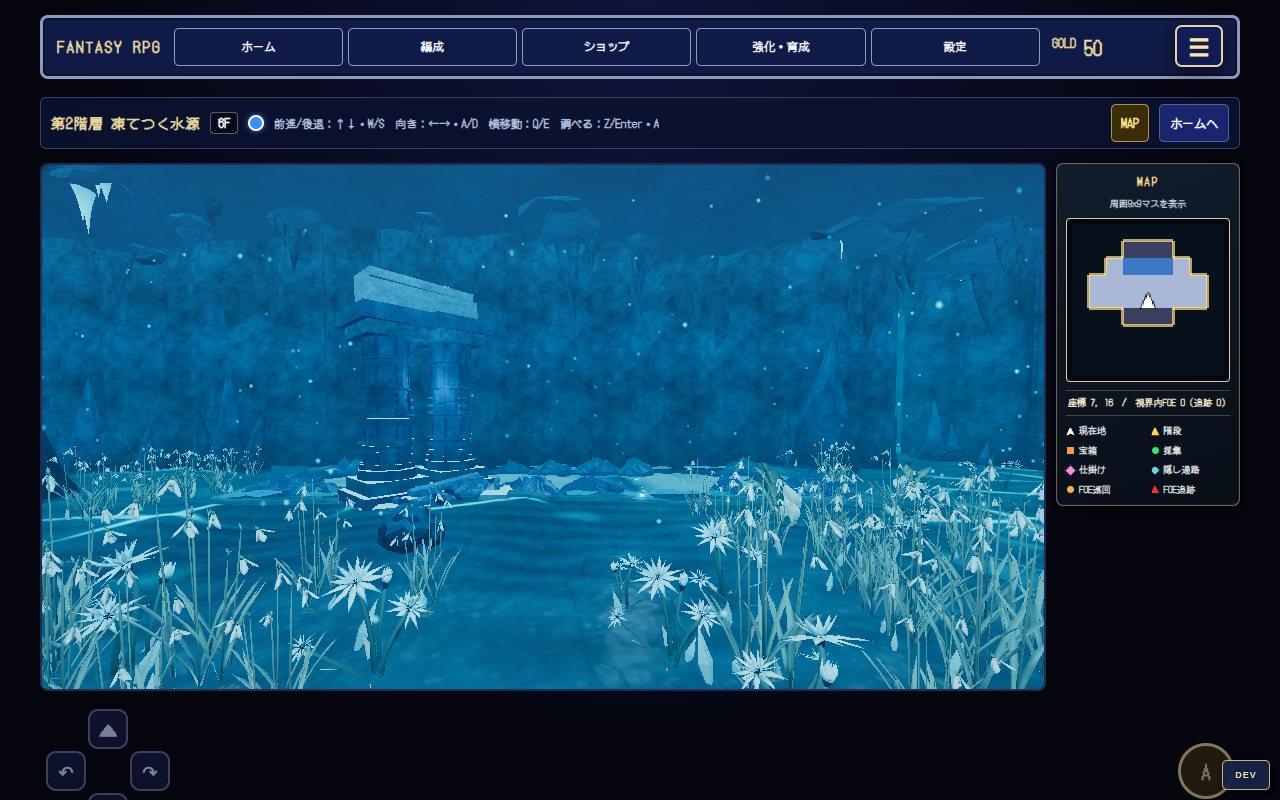 FANTASY RPG
ホーム
編成
ショップ
強化・育成
設定
GOLD 50
第2階層 凍てつく水源
6F
前進/後退：↑↓・W/S 向き：←→・A/D 横移動：Q/E 調べる：Z/Enter・A
MAP
ホームへ
MAP
周囲9x9マスを表示
座標 7, 16 / 視界内FOE 0 (追跡 0)
現在地
階段
宝箱
採集
仕掛け
隠し通路
FOE巡回
FOE追跡
A
DEV